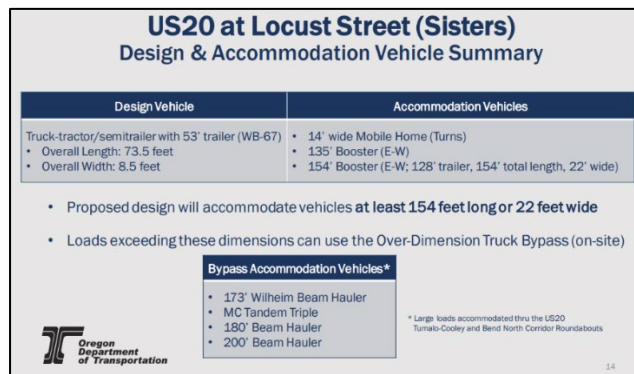 US20 at Locust Street (Sisters)
Design & Accommodation Vehicle Summary
Design Vehicle
Accommodation Vehicles
Truck-tractor/semitrailer with 53' trailer (WB-67)
• Overall Length: 73.5 feet
• Overall Width: 8.5 feet
• 14' wide Mobile Home (Turns)
• 135' Booster (E-W)
• 154' Booster (E-W; 128' trailer, 154' total length, 22' wide)
• Proposed design will accommodate vehicles at least 154 feet long or 22 feet wide
• Loads exceeding these dimensions can use the Over-Dimension Truck Bypass (on-site)
Bypass Accommodation Vehicles*
• 173' Wilheim Beam Hauler
• MC Tandem Triple
• 180' Beam Hauler
• 200' Beam Hauler
* Large loads accommodated thru the US20
Tumalo-Cooley and Bend North Corridor Roundabouts
Oregon
Department
of Transportation
14